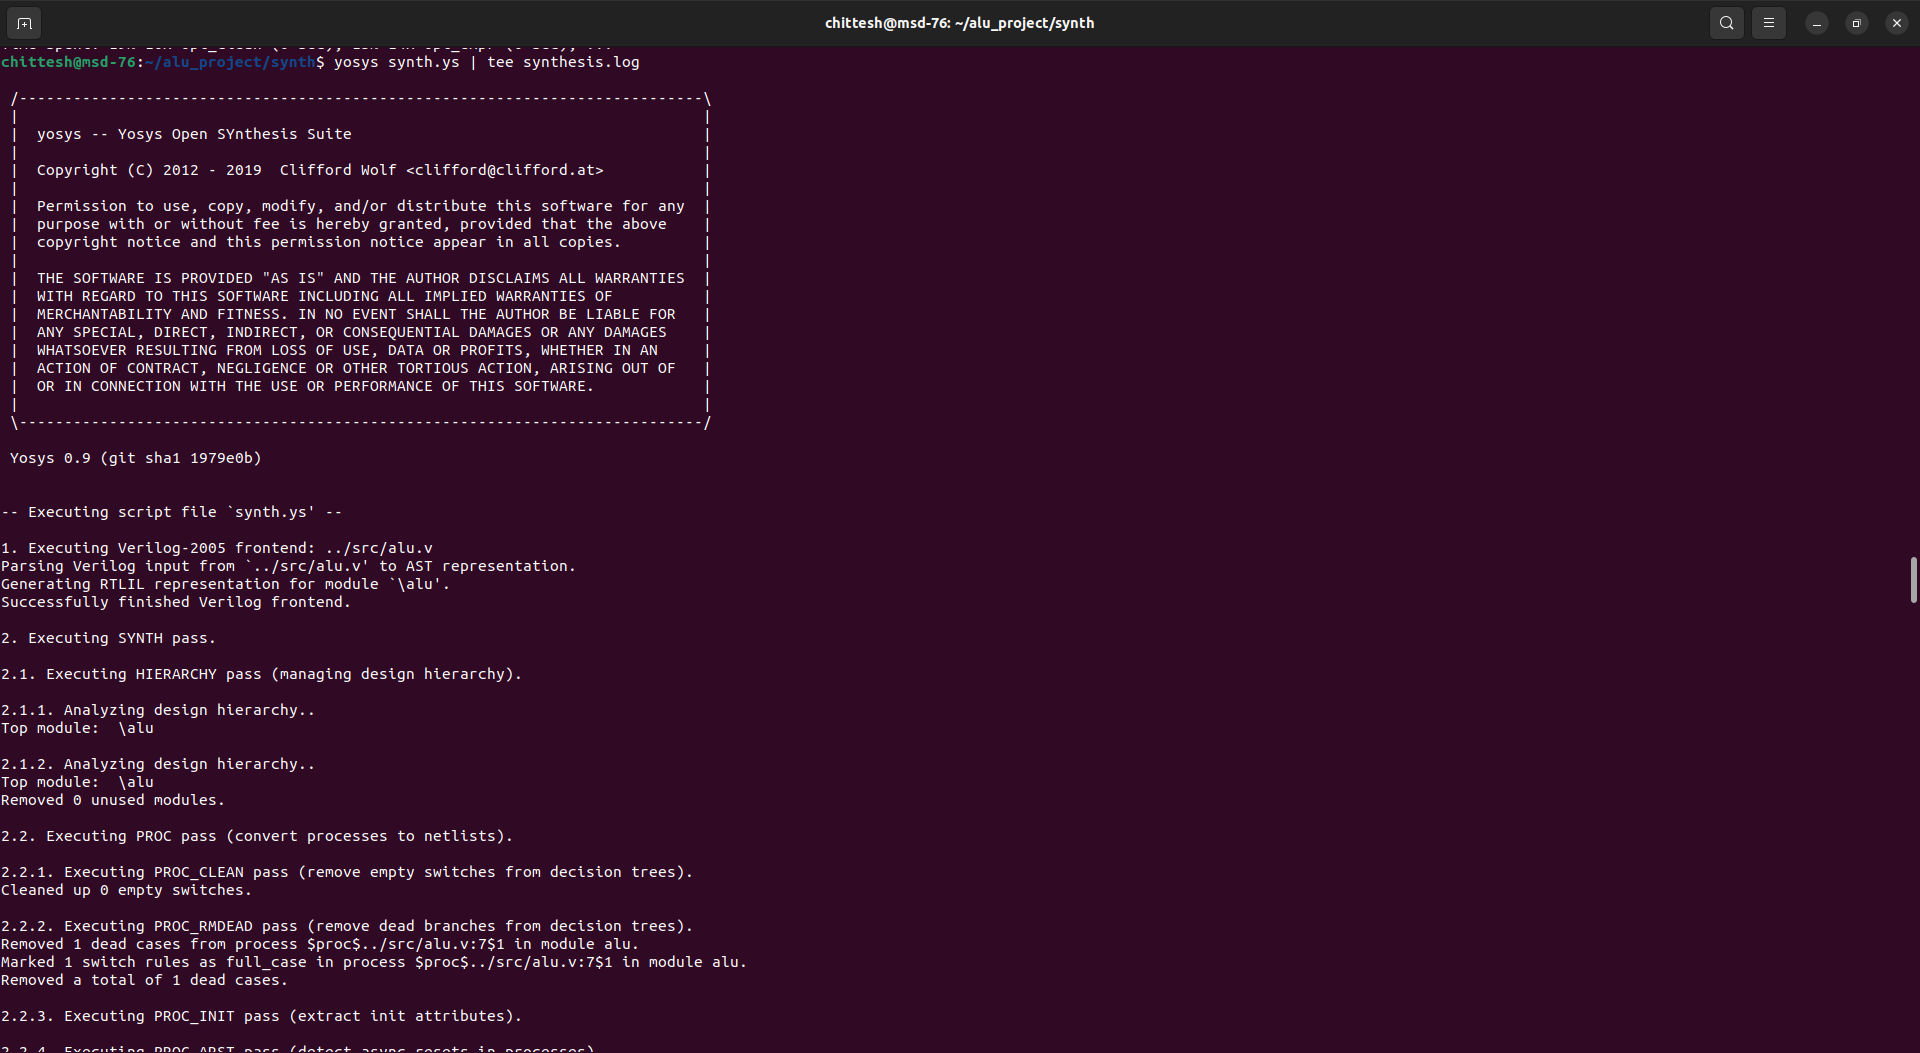 chittesh@msd-76: ~/alu_project/synth
chittesh@msd-76:~/alu_project/synth$ yosys synth.ys | tee synthesis.log
/----------------------------------------------------------------------------\
|                                                                            |
|  yosys -- Yosys Open SYnthesis Suite                                       |
|                                                                            |
|  Copyright (C) 2012 - 2019  Clifford Wolf <clifford@clifford.at>           |
|                                                                            |
|  Permission to use, copy, modify, and/or distribute this software for any  |
|  purpose with or without fee is hereby granted, provided that the above    |
|  copyright notice and this permission notice appear in all copies.         |
|                                                                            |
|  THE SOFTWARE IS PROVIDED "AS IS" AND THE AUTHOR DISCLAIMS ALL WARRANTIES  |
|  WITH REGARD TO THIS SOFTWARE INCLUDING ALL IMPLIED WARRANTIES OF          |
|  MERCHANTABILITY AND FITNESS. IN NO EVENT SHALL THE AUTHOR BE LIABLE FOR   |
|  ANY SPECIAL, DIRECT, INDIRECT, OR CONSEQUENTIAL DAMAGES OR ANY DAMAGES    |
|  WHATSOEVER RESULTING FROM LOSS OF USE, DATA OR PROFITS, WHETHER IN AN     |
|  ACTION OF CONTRACT, NEGLIGENCE OR OTHER TORTIOUS ACTION, ARISING OUT OF   |
|  OR IN CONNECTION WITH THE USE OR PERFORMANCE OF THIS SOFTWARE.            |
|                                                                            |
\----------------------------------------------------------------------------/
Yosys 0.9 (git sha1 1979e0b)
-- Executing script file `synth.ys' --
1. Executing Verilog-2005 frontend: ../src/alu.v
Parsing Verilog input from `../src/alu.v' to AST representation.
Generating RTLIL representation for module `\alu'.
Successfully finished Verilog frontend.
2. Executing SYNTH pass.
2.1. Executing HIERARCHY pass (managing design hierarchy).
2.1.1. Analyzing design hierarchy..
Top module:  \alu
2.1.2. Analyzing design hierarchy..
Top module:  \alu
Removed 0 unused modules.
2.2. Executing PROC pass (convert processes to netlists).
2.2.1. Executing PROC_CLEAN pass (remove empty switches from decision trees).
Cleaned up 0 empty switches.
2.2.2. Executing PROC_RMDEAD pass (remove dead branches from decision trees).
Removed 1 dead cases from process $proc$../src/alu.v:7$1 in module alu.
Marked 1 switch rules as full_case in process $proc$../src/alu.v:7$1 in module alu.
Removed a total of 1 dead cases.
2.2.3. Executing PROC_INIT pass (extract init attributes).
2.2.4. Executing PROC_ARST pass (detect async resets in processes).